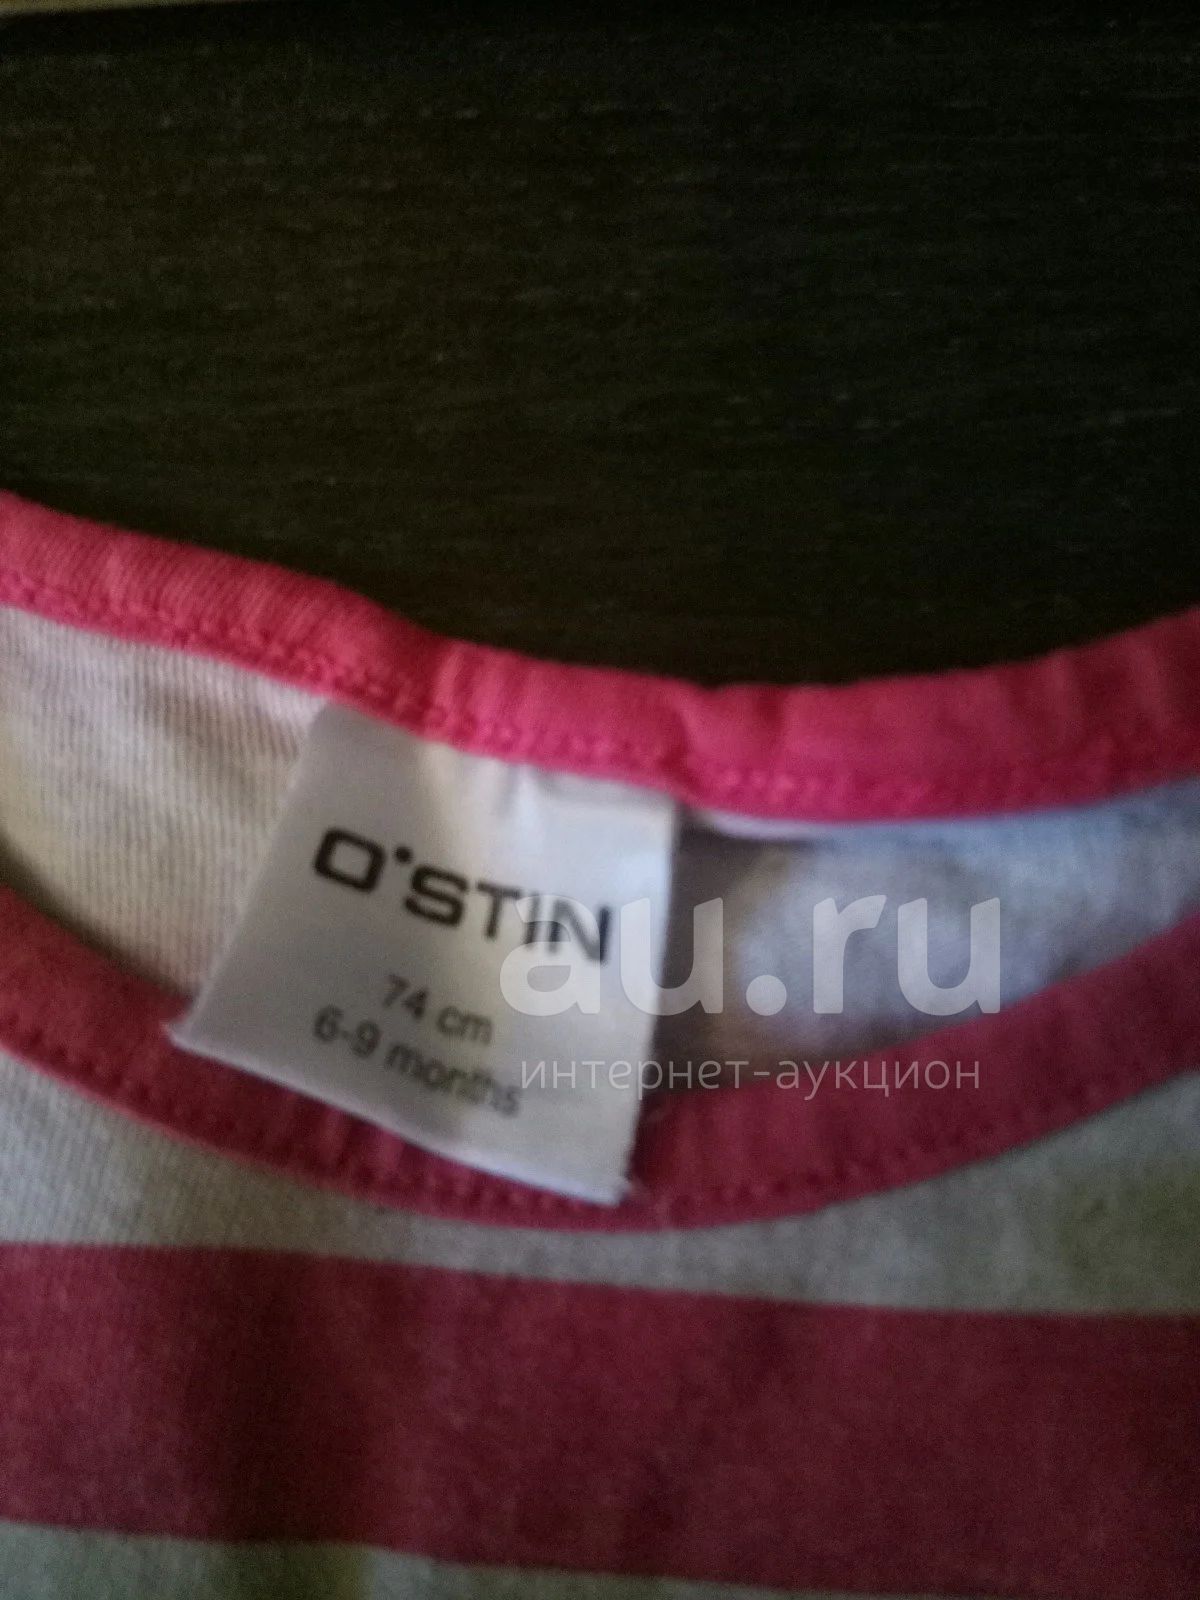 O'STIN
74 cm
6-9 months
au.ru
интернет-аукцион